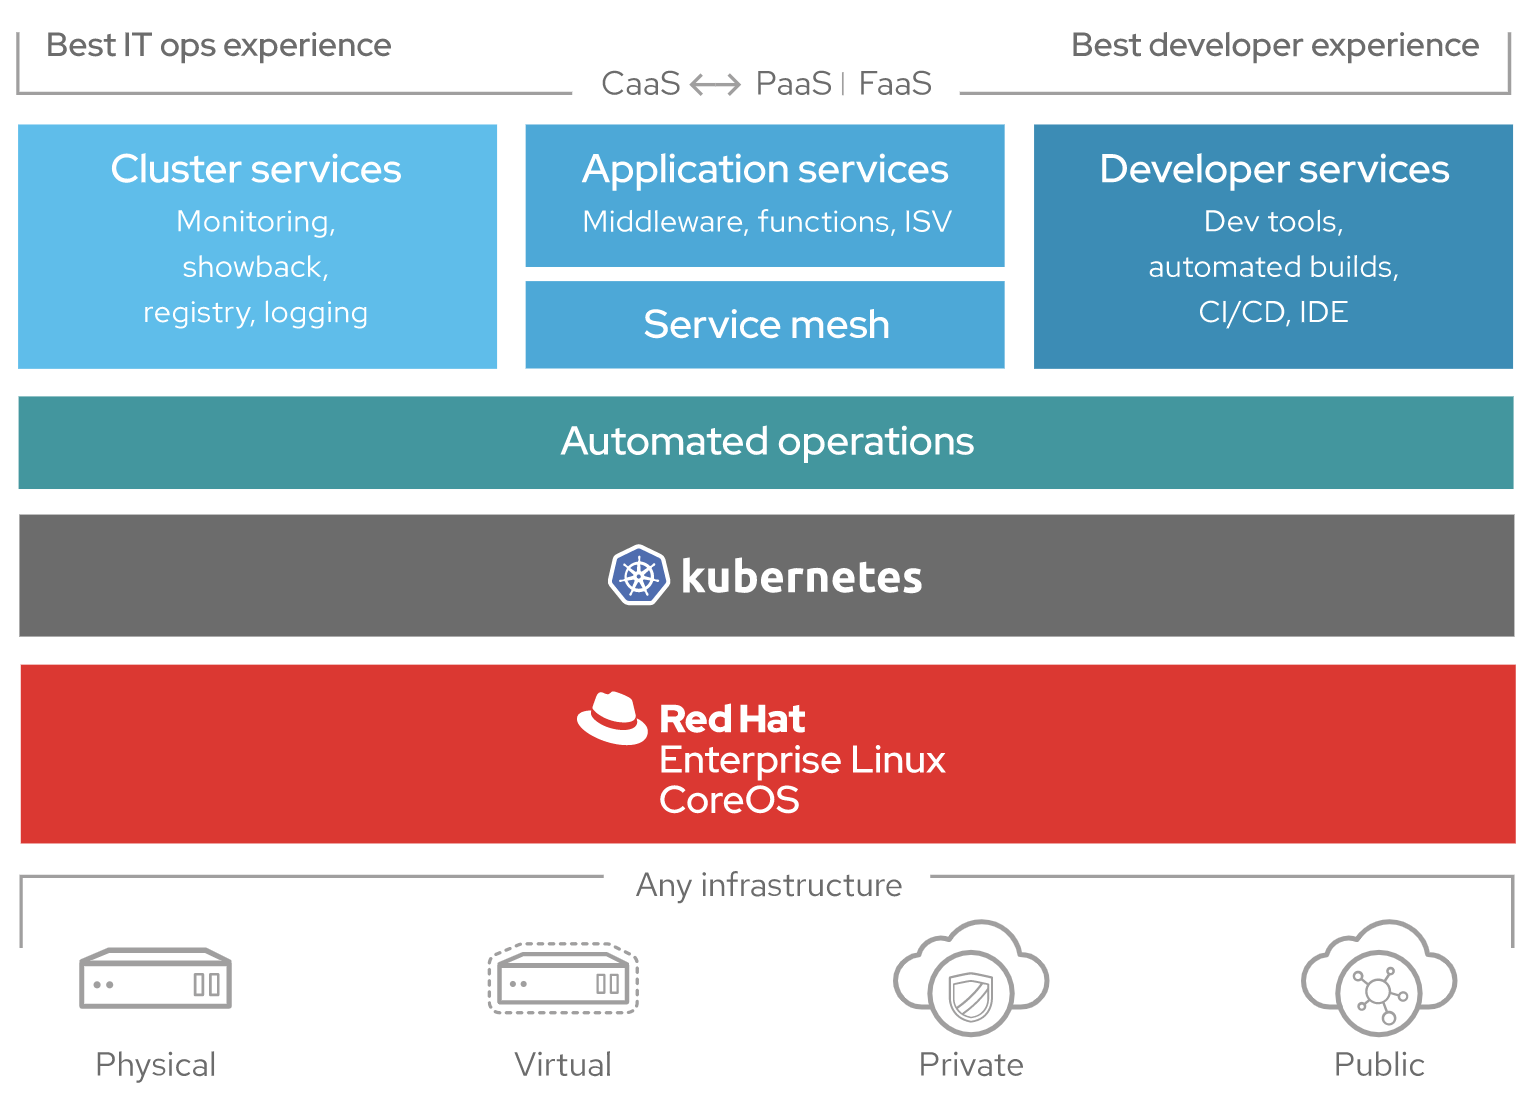 Best IT ops experience
Best developer experience
CaaS ↔ PaaS | FaaS
Cluster services
Monitoring,
showback,
registry, logging
Application services
Middleware, functions, ISV
Service mesh
Developer services
Dev tools,
automated builds,
CI/CD, IDE
Automated operations
kubernetes
Red Hat
Enterprise Linux
CoreOS
Any infrastructure
Physical
Virtual
Private
Public